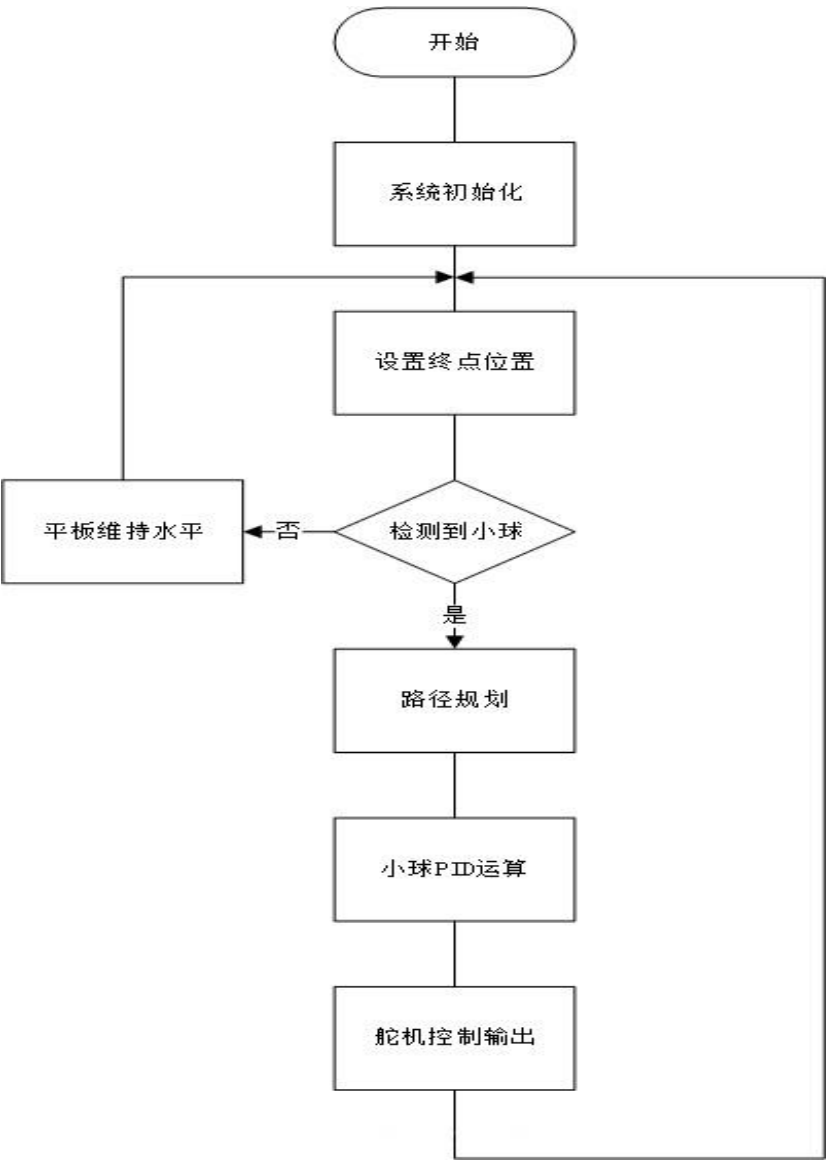 开始
系统初始化
设置终点位置
平板维持水平
否
检测到小球
是
路径规划
小球PID运算
舵机控制输出